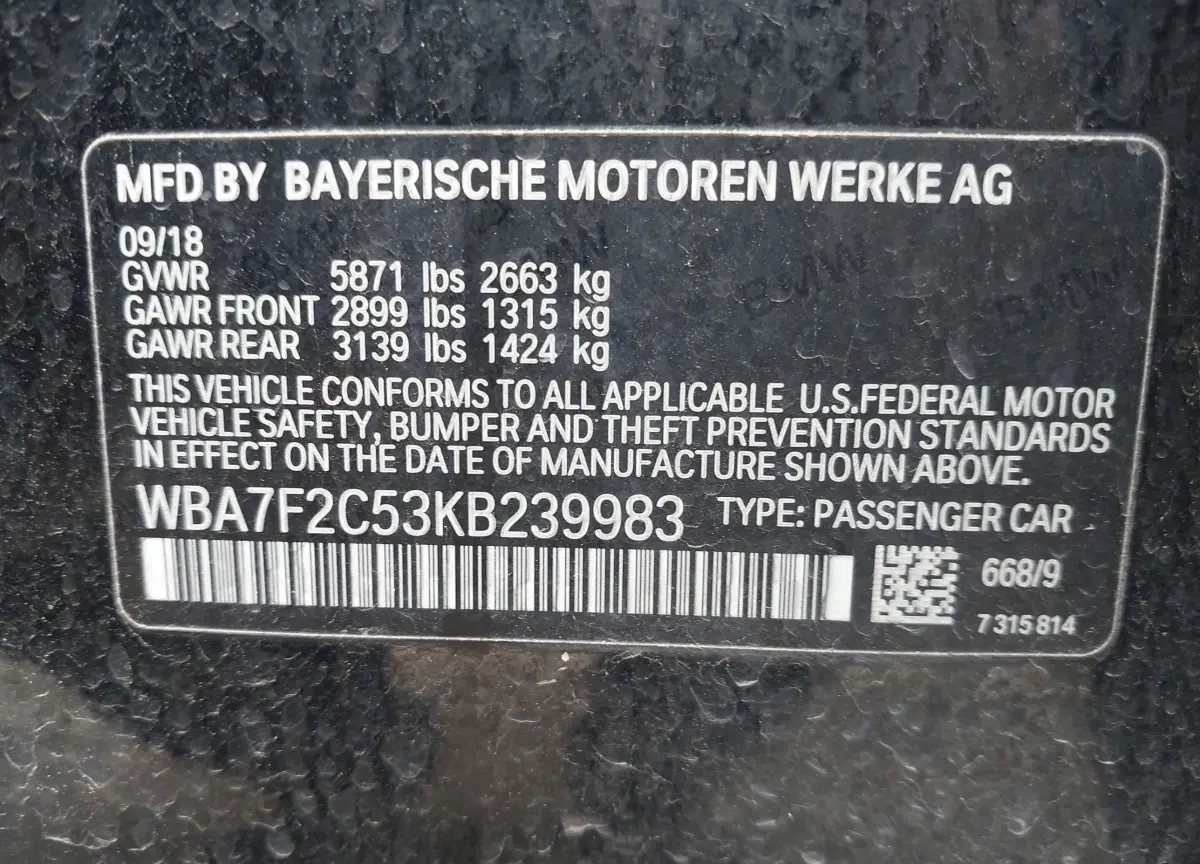 MFD BY BAYERISCHE MOTOREN WERKE AG
09/18
GVWR 5871 lbs 2663 kg
GAWR FRONT 2899 lbs 1315 kg
GAWR REAR 3139 lbs 1424 kg
THIS VEHICLE CONFORMS TO ALL APPLICABLE U.S.FEDERAL MOTOR
VEHICLE SAFETY, BUMPER AND THEFT PREVENTION STANDARDS
IN EFFECT ON THE DATE OF MANUFACTURE SHOWN ABOVE.
WBA7F2C53KB239983 TYPE: PASSENGER CAR
668/9
7 315 814
BMW
BMW